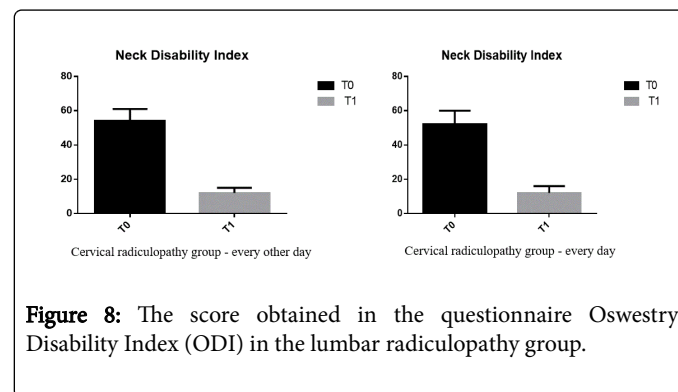 Neck Disability Index
80
60
40
20
0
T0
T1
T0
T1
Cervical radiculopathy group - every other day
Neck Disability Index
80
60
40
20
0
T0
T1
T0
T1
Cervical radiculopathy group - every day
Figure 8: The score obtained in the questionnaire Oswestry
Disability Index (ODI) in the lumbar radiculopathy group.